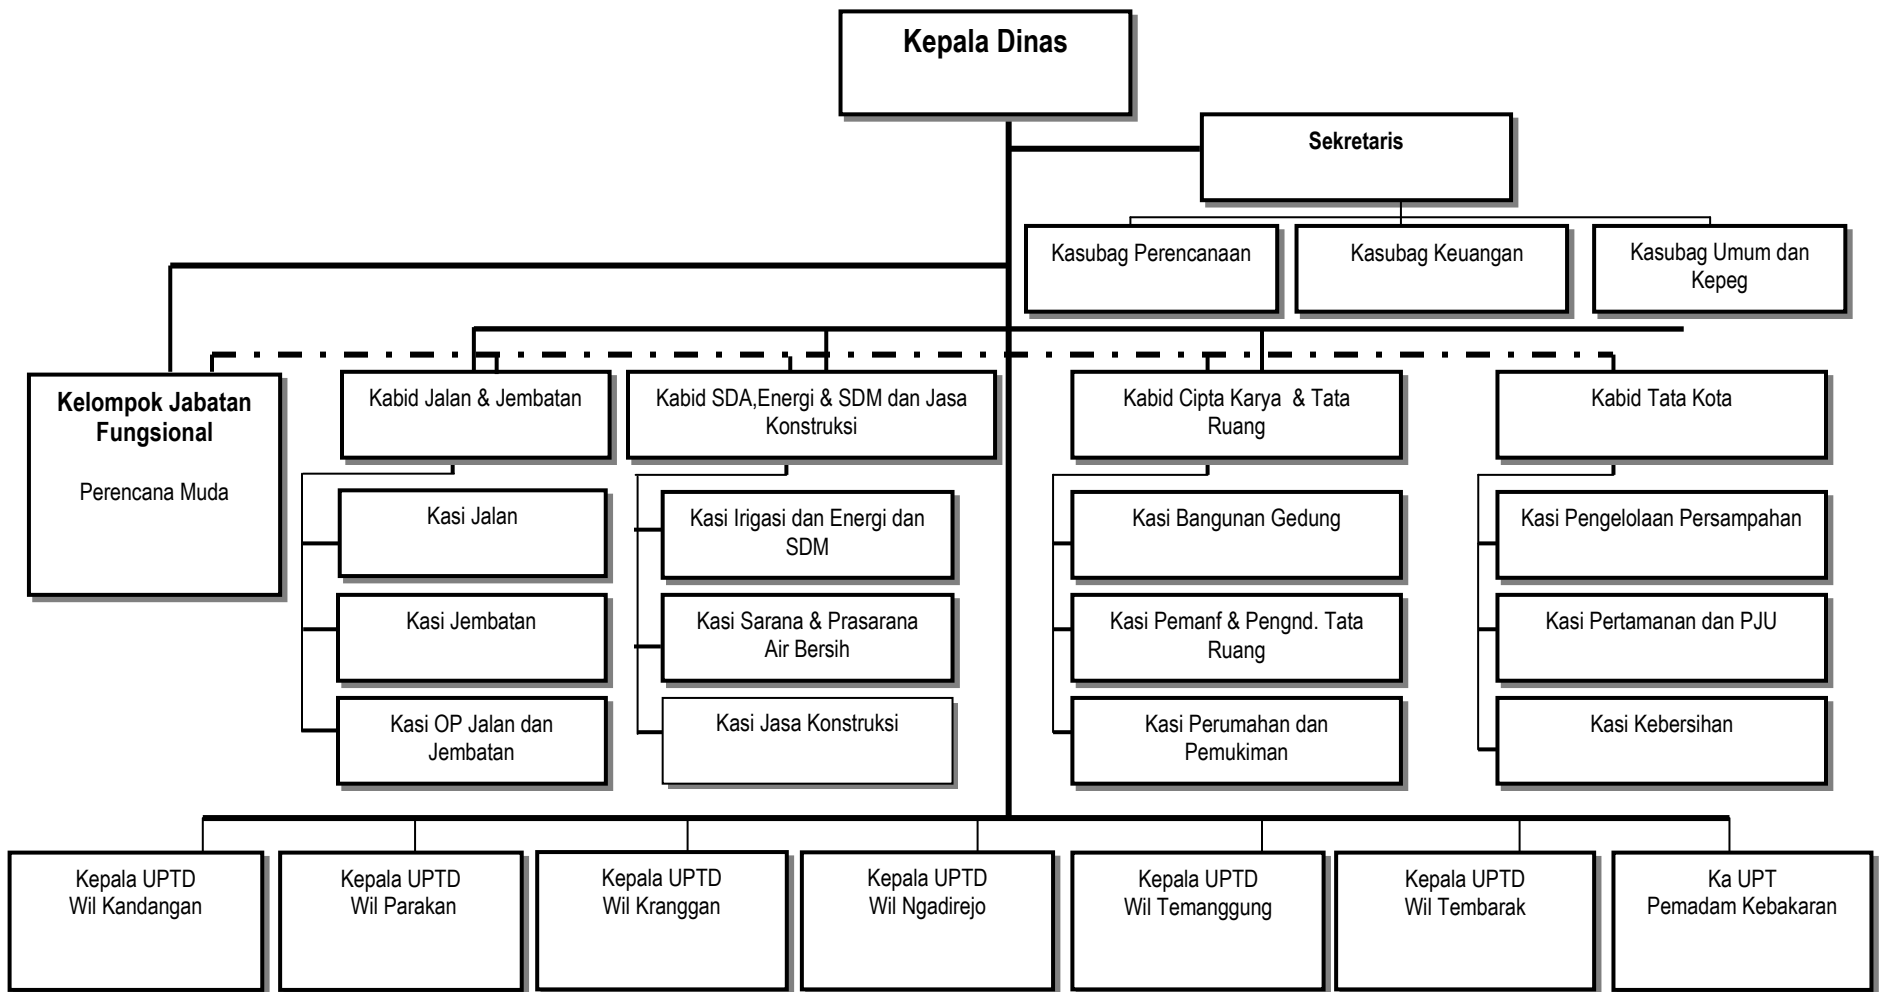 Kepala Dinas
Sekretaris
Kasubag Perencanaan
Kasubag Keuangan
Kasubag Umum dan
Kepeg
Kelompok Jabatan
Fungsional
Perencana Muda
Kabid Jalan & Jembatan
Kabid SDA,Energi & SDM dan Jasa
Konstruksi
Kabid Cipta Karya & Tata
Ruang
Kabid Tata Kota
Kasi Jalan
Kasi Irigasi dan Energi dan
SDM
Kasi Bangunan Gedung
Kasi Pengelolaan Persampahan
Kasi Jembatan
Kasi Sarana & Prasarana
Air Bersih
Kasi Pemanf & Pengnd. Tata
Ruang
Kasi Pertamanan dan PJU
Kasi OP Jalan dan
Jembatan
Kasi Jasa Konstruksi
Kasi Perumahan dan
Pemukiman
Kasi Kebersihan
Kepala UPTD
Wil Kandangan
Kepala UPTD
Wil Parakan
Kepala UPTD
Wil Kranggan
Kepala UPTD
Wil Ngadirejo
Kepala UPTD
Wil Temanggung
Kepala UPTD
Wil Tembarak
Ka UPT
Pemadam Kebakaran